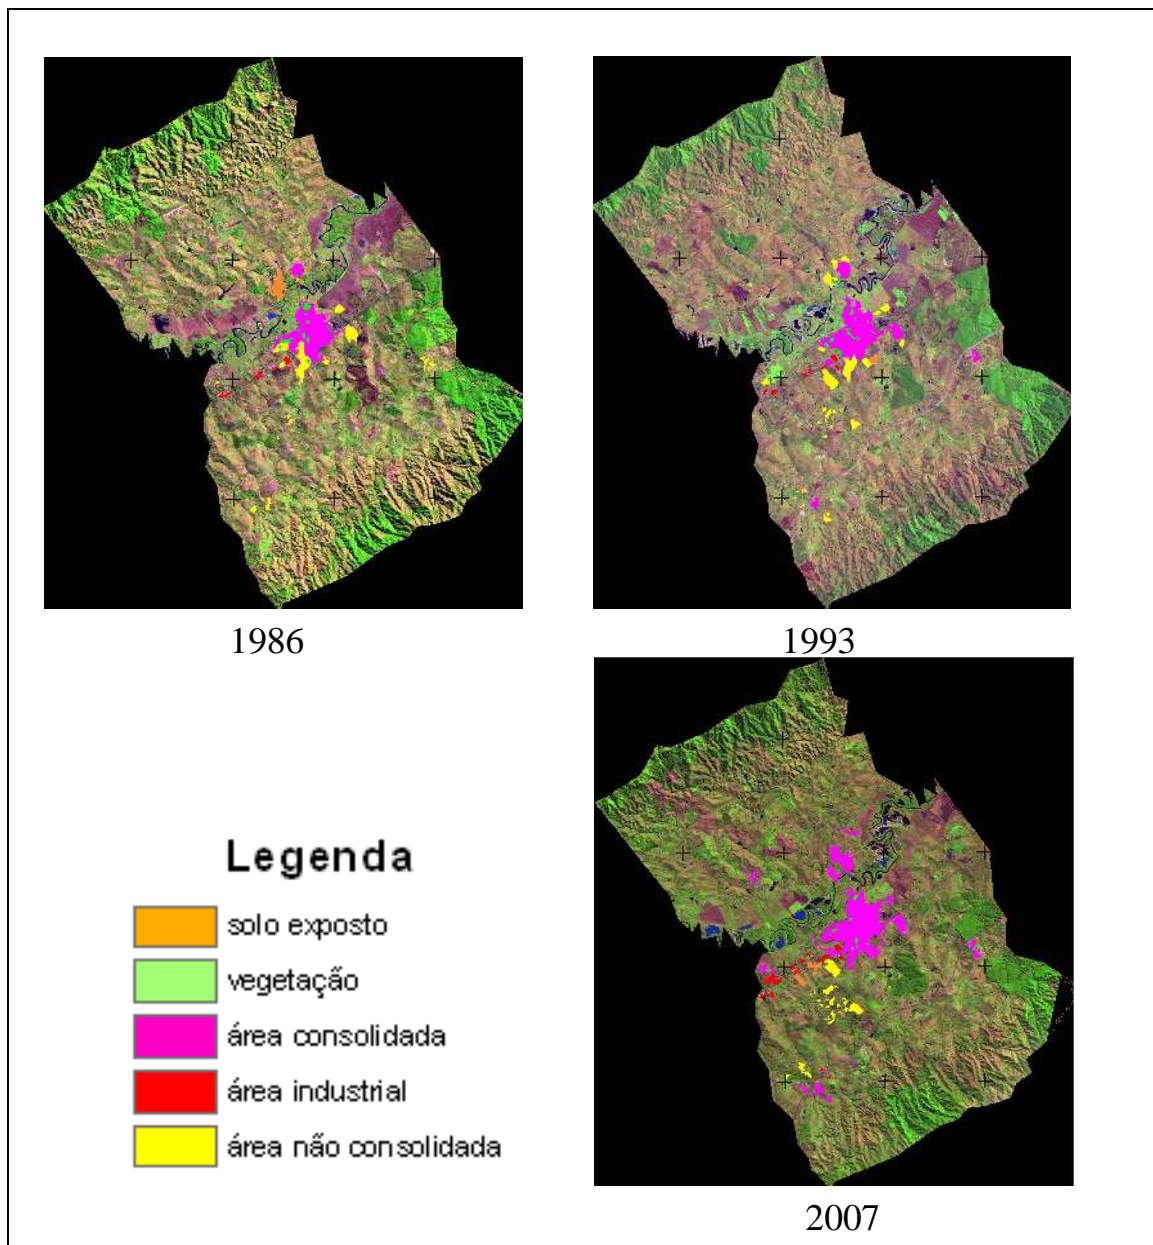 1986
1993
Legenda
solo exposto
vegetação
área consolidada
área industrial
área não consolidada
2007